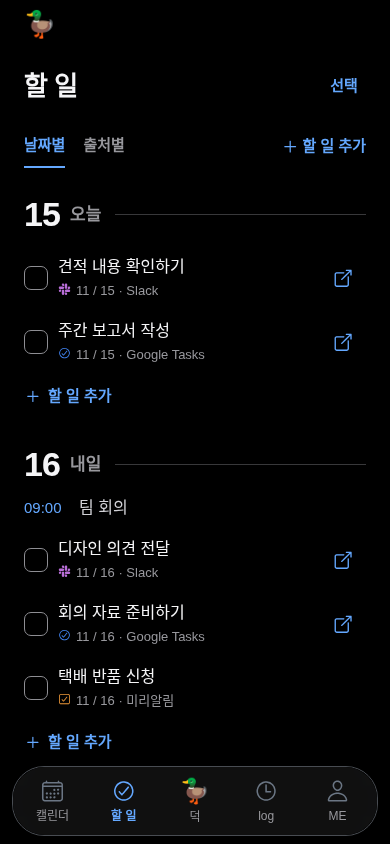 할 일
선택
날짜별 출처별
+ 할 일 추가
15 오늘
견적 내용 확인하기
11 / 15 · Slack
주간 보고서 작성
11 / 15 · Google Tasks
+ 할 일 추가
16 내일
09:00 팀 회의
디자인 의견 전달
11 / 16 · Slack
회의 자료 준비하기
11 / 16 · Google Tasks
택배 반품 신청
11 / 16 · 미리알림
+ 할 일 추가
캘린더 할 일 덕 log ME